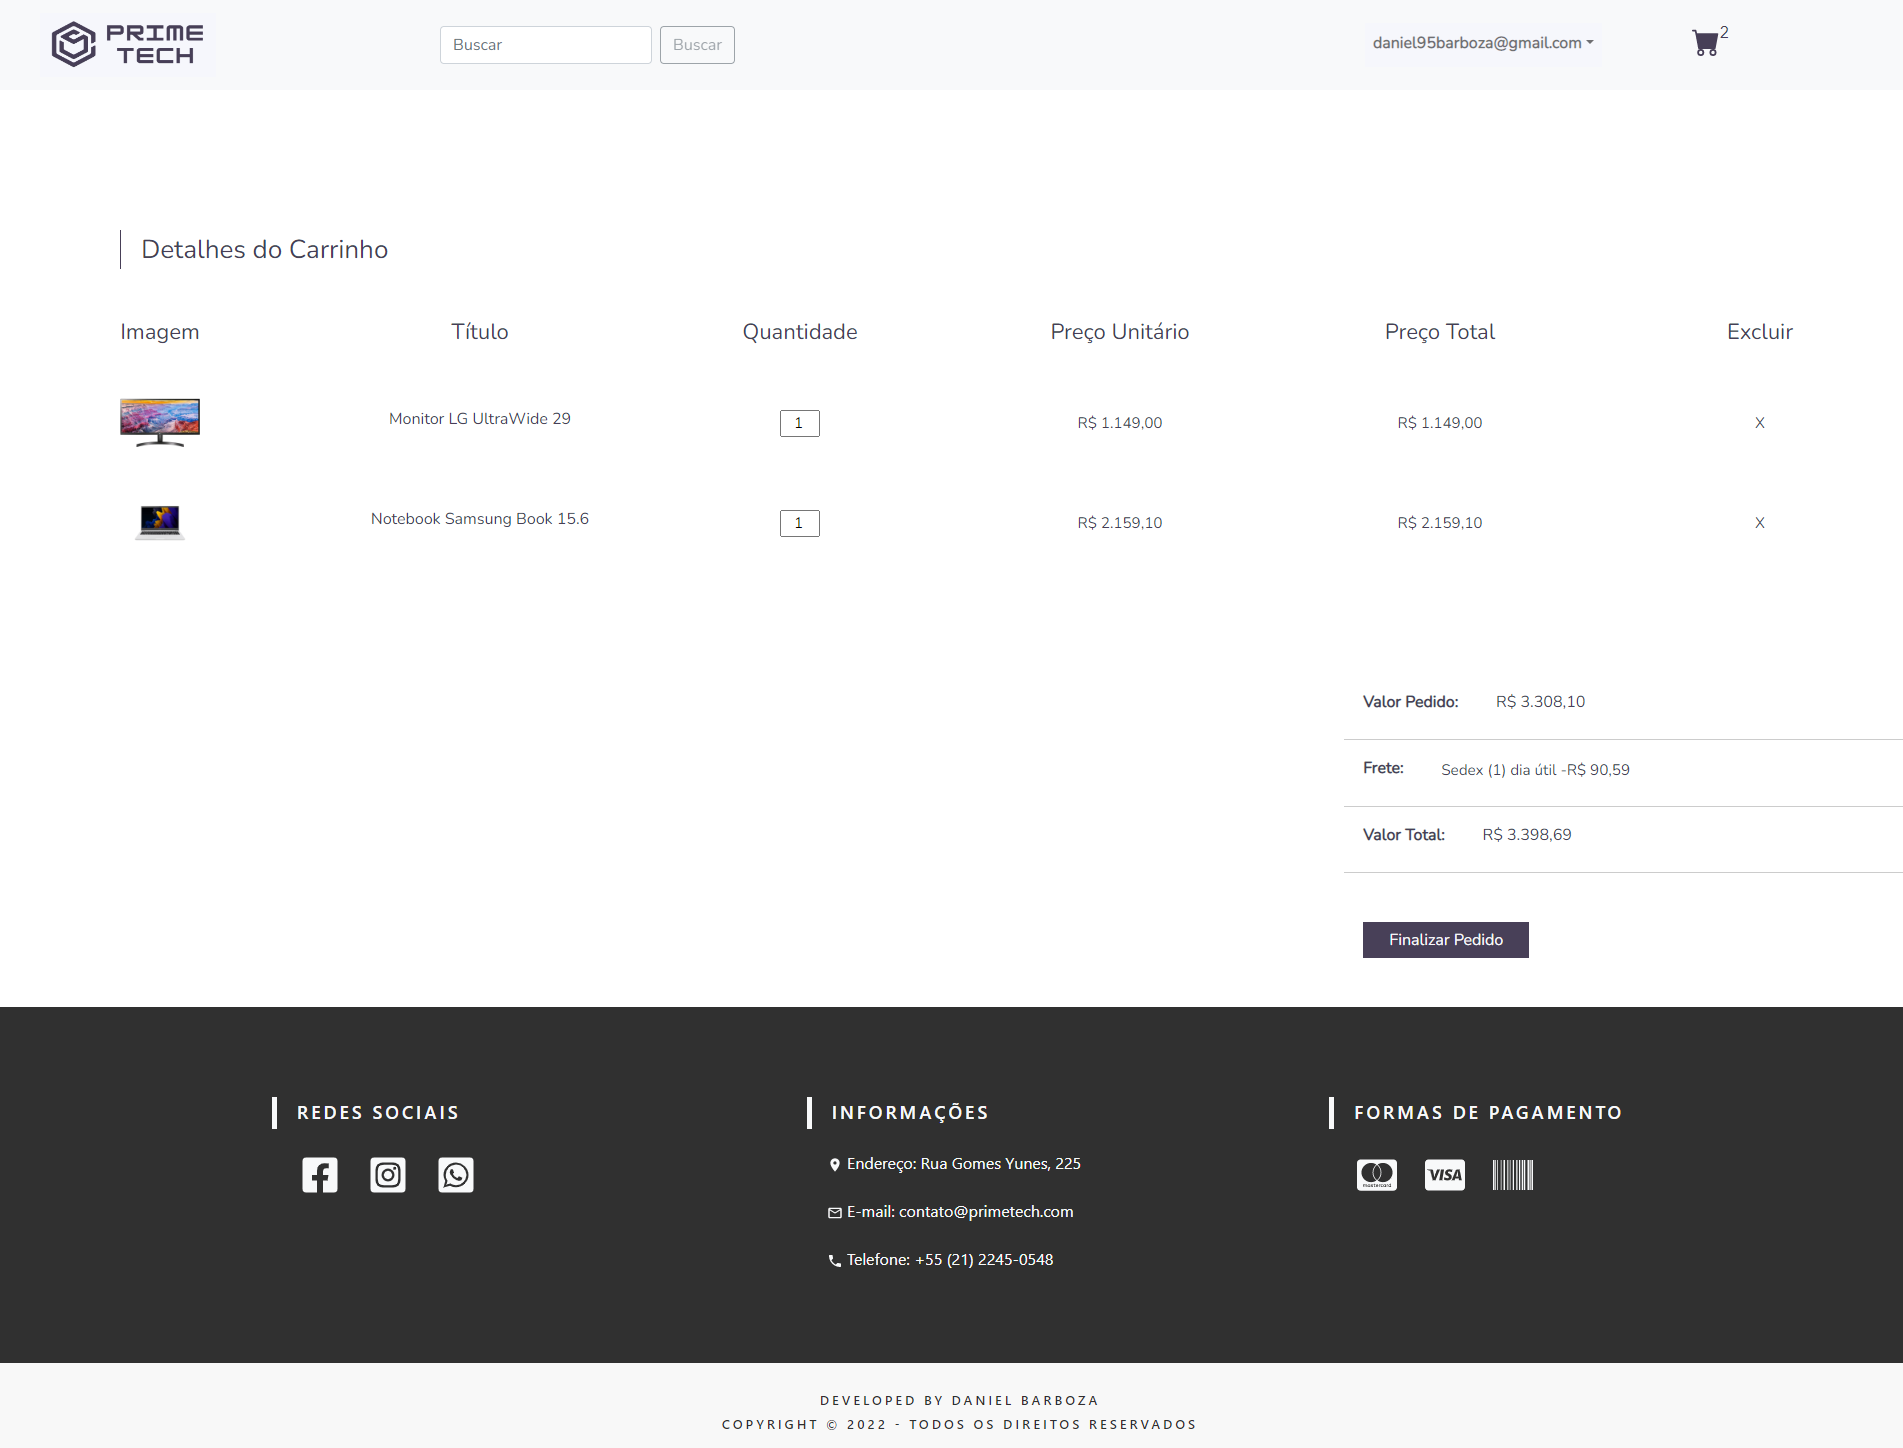 PRIME
TECH
Buscar
Buscar
daniel95barboza@gmail.com
2
Detalhes do Carrinho
Imagem Título Quantidade Preço Unitário Preço Total Excluir
Monitor LG UltraWide 29 1 R$ 1.149,00 R$ 1.149,00 X
Notebook Samsung Book 15.6 1 R$ 2.159,10 R$ 2.159,10 X
Valor Pedido: R$ 3.308,10
Frete: Sedex (1) dia útil -R$ 90,59
Valor Total: R$ 3.398,69
Finalizar Pedido
REDES SOCIAIS
INFORMAÇÕES
Endereço: Rua Gomes Yunes, 225
E-mail: contato@primetech.com
Telefone: +55 (21) 2245-0548
FORMAS DE PAGAMENTO
mastercard
VISA
DEVELOPED BY DANIEL BARBOZA
COPYRIGHT © 2022 - TODOS OS DIREITOS RESERVADOS